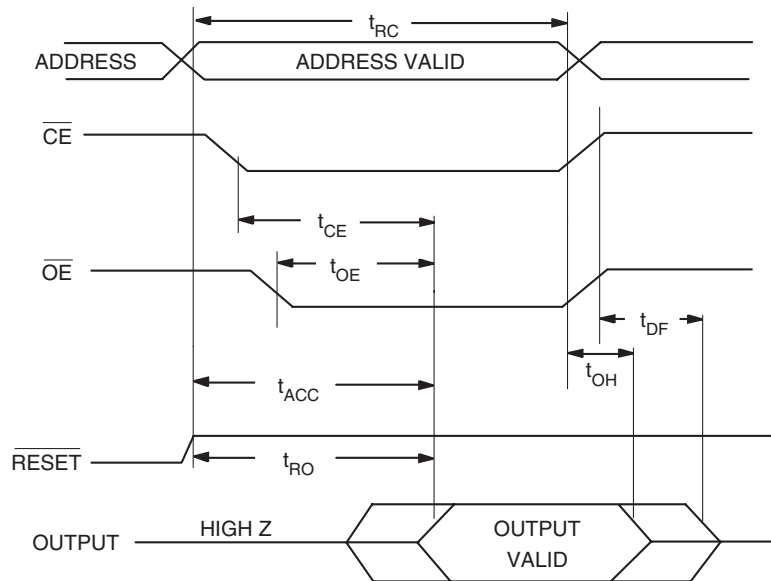 tRC
ADDRESS
ADDRESS VALID
CE
tCE
OE
tOE
tDF
tOH
tACC
RESET
tRO
OUTPUT
HIGH Z
OUTPUT
VALID